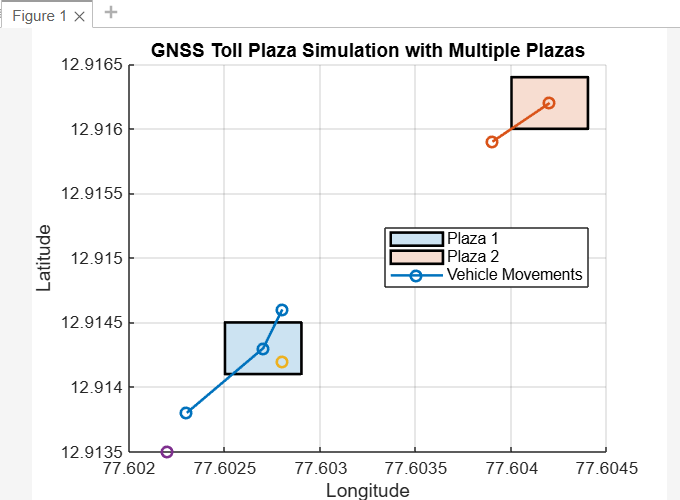 Figure 1 × +
GNSS Toll Plaza Simulation with Multiple Plazas
12.9165
12.916
12.9155
12.915
12.9145
12.914
12.9135
Latitude
Plaza 1
Plaza 2
Vehicle Movements
77.602 77.6025 77.603 77.6035 77.604 77.6045
Longitude